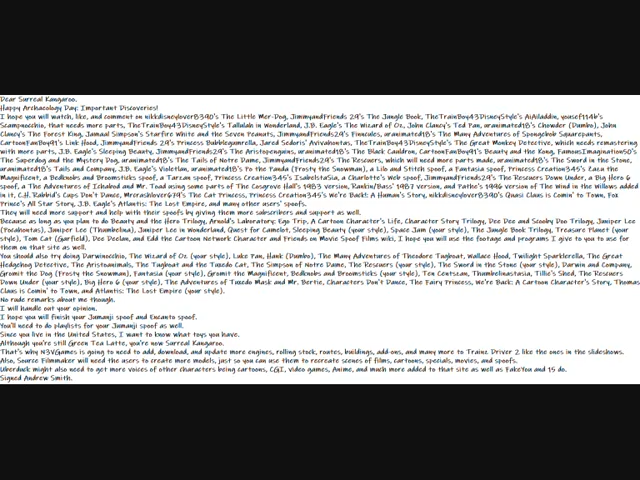 Dear Surreal Kangaroo.
Happy Archaeology Day: Important Discoveries!
I hope you will watch, like, and comment on nikkdisneylover8390's The Little Mer-Dog, JimmyandFriends 29's The Jungle Book, TheTrainBoy43DisneyStyle's AiAiladdin, yousef114b's
Scampnocchio, that needs more parts, TheTrainBoy43DisneyStyle's Tallulah in Wonderland, J.B. Eagle's The Wizard of Oz, John Clancy's Ted Pan, uranimated18's Chowder (Dumbo), John
Clancy's The Forest King, Jamaal Simpson's Starfire White and the Seven Peanuts, JimmyandFriends29's Pinnicules, uranimated18's The Many Adventures of Spongebob Squarepants,
CartoonFanBoy91's Link Hood, JimmyandFriends 29's Princess Bubblegumrella, Jared Sedoris' Avivahontas, TheTrainBoy43DisneyStyle's The Great Monkey Detective, which needs remastering
with more parts, J.B. Eagle's Sleeping Beauty, JimmyandFriends 29's The Aristopenguins, uranimated18's The Black Cauldron, CartoonFanBoy91's Beauty and the Kong, FamousImagination50's
The Superdog and the Mystery Dog, uranimated18's The Tails of Notre Dame, JimmyandFriends29's The Rescuers, which will need more parts made, uranimated18's The Sword in the Stone,
uranimated18's Tails and Company, J.B. Eagle's Violetlan, uranimated18's Po the Panda (Frosty the Snowman), a Lilo and Stitch spoof, a Fantasia spoof, Princess Creation345's Zaza the
Magnificent, a Bedknobs and Broomsticks spoof, a Tarzan spoof, Princess Creation345's IsabelstaSia, a Charlotte's Web spoof, JimmyandFriends29's The Rescuers Down Under, a Big Hero 6
spoof, a The Adventures of Ichabod and Mr. Toad using some parts of The Cosgrove Hall's 1983 version, Rankin/Bass' 1987 version, and Pathe's 1996 version of The Wind in the Willows added
in it, C.H. Rabbid's Cubs Don't Dance, Mrcrashlover679's The Cat Princess, Princess Creation345's We're Back: A Human's Story, nikkdisneylover8390's Quasi Claus is Comin' to Town, Fox
Prince's All Star Story, J.B. Eagle's Atlantis: The Lost Empire, and many other users' spoofs.
They will need more support and help with their spoofs by giving them more subscribers and support as well.
Because as long as you plan to do Beauty and the Hero Trilogy, Arnold's Laboratory: Ego Trip, A Cartoon Character's Life, Character Story Trilogy, Dee Dee and Scooby Doo Trilogy, Juniper Lee
(Pocahontas), Juniper Lee (Thumbelina), Juniper Lee in Wonderland, Quest for Camelot, Sleeping Beauty (your style), Space Jam (your style), The Jungle Book Trilogy, Treasure Planet (your
style), Tom Cat (Garfield), Dee Deelan, and Edd the Cartoon Network Character and Friends on Movie Spoof Films wiki, I hope you will use the footage and programs I give to you to use for
them on that site as well.
You should also try doing Darwinocchio, The Wizard of Oz (your style), Luke Pan, Hank (Dumbo), The Many Adventures of Theodore Tugboat, Wallace Hood, Twilight Sparklerella, The Great
Hedgehog Detective, The Aristoanimals, The Tugboat and the Tuxedo Cat, The Simpson of Notre Dame, The Rescuers (your style), The Sword in the Stone (your style), Darwin and Company,
Gromit the Dog (Frosty the Snowman), Fantasia (your style), Gromit the Magnificent, Bedknobs and Broomsticks (your style), Ten Centsan, Thumbelinastasia, Tillie's Shed, The Rescuers
Down Under (your style), Big Hero 6 (your style), The Adventures of Tuxedo Mask and Mr. Bertie, Characters Don't Dance, The Fairy Princess, We're Back: A Cartoon Character's Story, Thomas
Claus is Comin' to Town, and Atlantis: The Lost Empire (your style).
No rude remarks about me though.
I will handle out your opinion.
I hope you will finish your Jumanji spoof and Encanto spoof.
You'll need to do playlists for your Jumanji spoof as well.
Since you live in the United States, I want to know what toys you have.
Although you're still Green Tea Latte, you're now Surreal Kangaroo.
That's why N3VGames is going to need to add, download, and update more engines, rolling stock, routes, buildings, add-ons, and many more to Trainz Driver 2 like the ones in the slideshows.
Also, Source Filmmaker will need the users to create more models, just so you can use them to recreate scenes of films, cartoons, specials, movies, and spoofs.
Uberduck might also need to get more voices of other characters being cartoons, CGI, video games, Anime, and much more added to that site as well as FakeYou and 15 do.
Signed Andrew Smith.